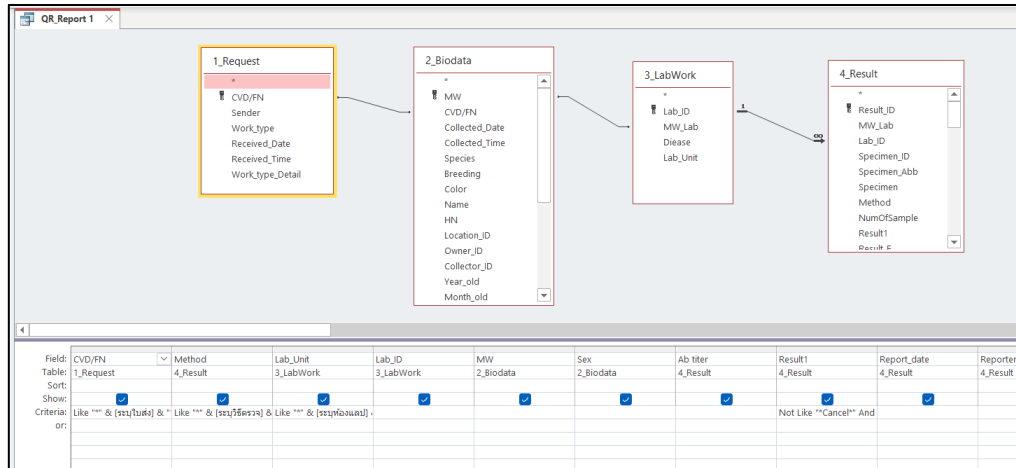 QR_Report 1
1_Request
*
CVD/FN
Sender
Work_type
Received_Date
Received_Time
Work_type_Detail
2_Biodata
*
MW
CVD/FN
Collected_Date
Collected_Time
Species
Breeding
Color
Name
HN
Location_ID
Owner_ID
Collector_ID
Year_old
Month_old
3_LabWork
*
Lab_ID
MW_Lab
Diease
Lab_Unit
1
∞
4_Result
*
Result_ID
MW_Lab
Lab_ID
Specimen_ID
Specimen_Abb
Specimen
Method
NumOfSample
Result1
Result_F
Field: CVD/FN Method Lab_Unit Lab_ID MW Sex Ab titer Result1 Report_date Reporter
Table: 1_Request 4_Result 3_LabWork 3_LabWork 2_Biodata 2_Biodata 4_Result 4_Result 4_Result 4_Result
Sort:
Show:
Criteria: Like "*" & [ระบุใบส่ง] & " Like "*" & [ระบุวิธีตรวจ] & Like "*" & [ระบุห้องแลป] Not Like "*Cancel*" And
or: